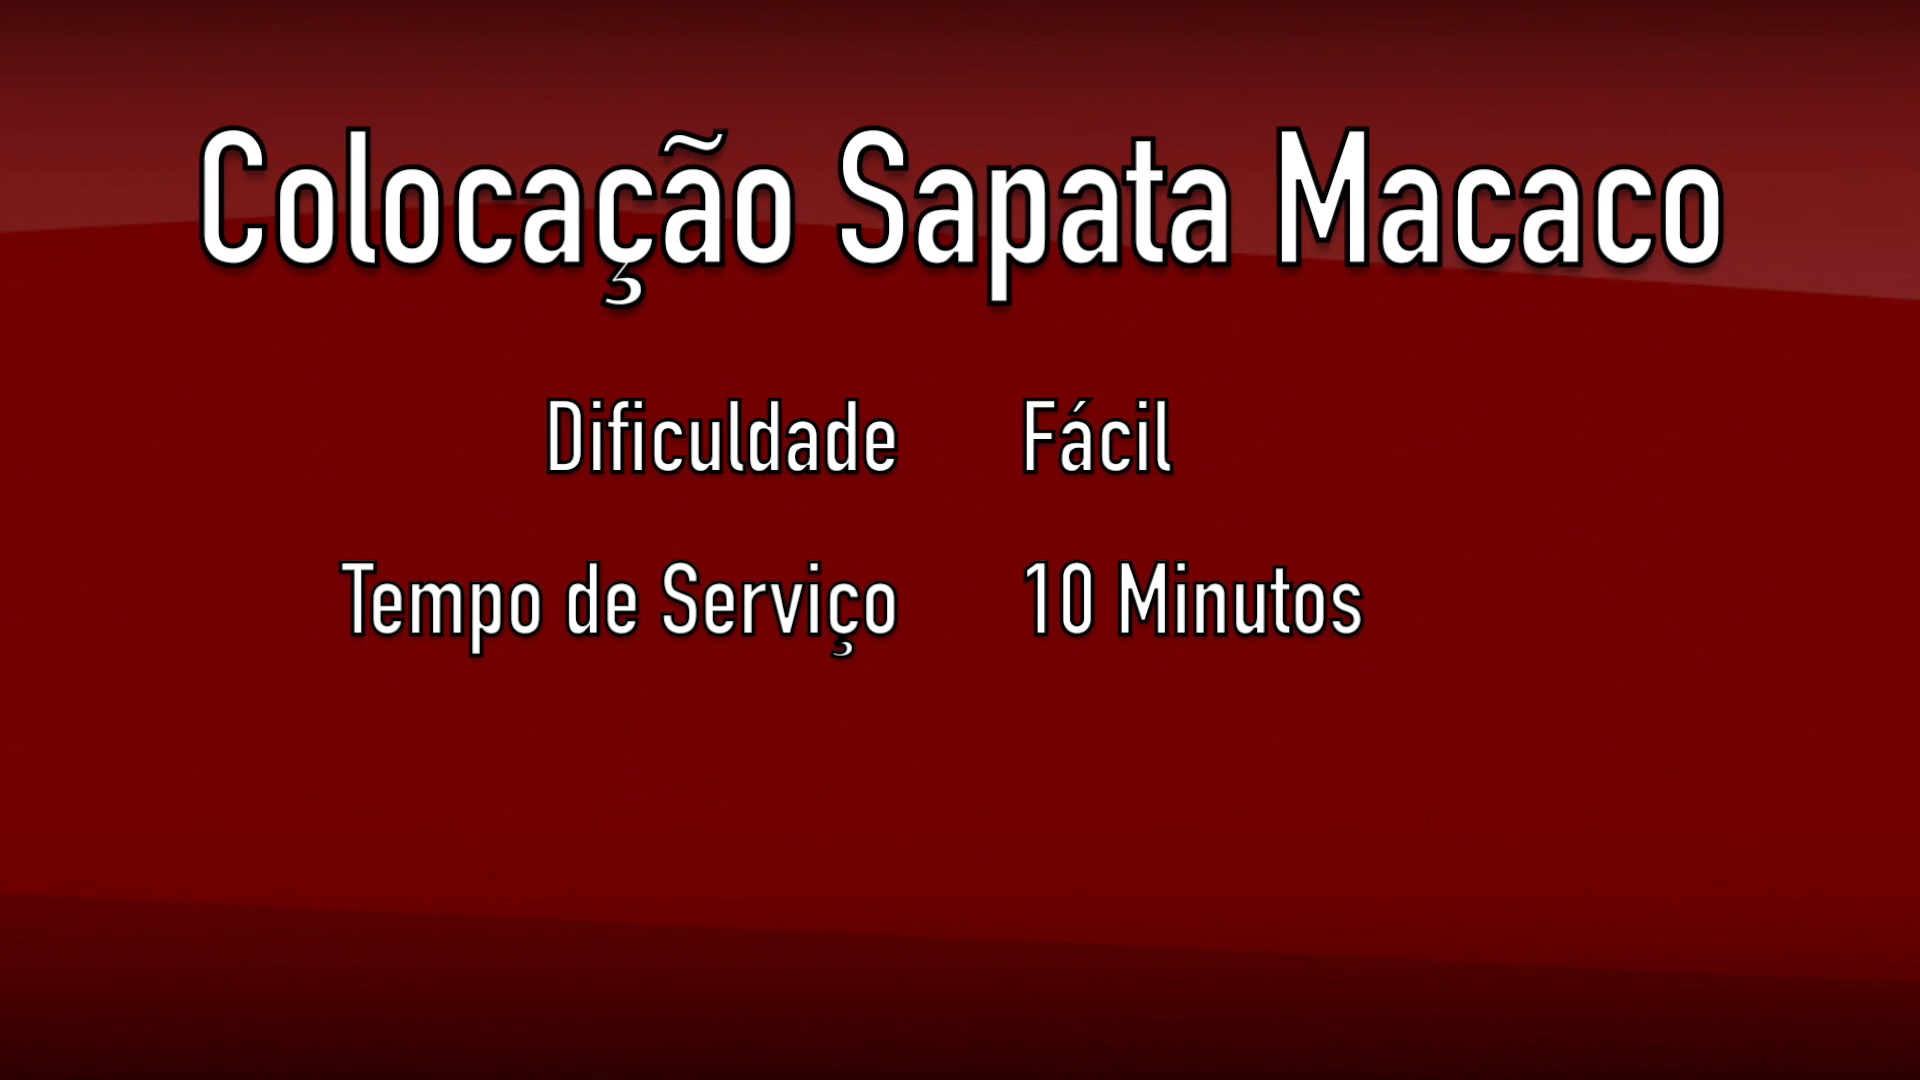 Colocação Sapata Macaco
Dificuldade Fácil
Tempo de Serviço 10 Minutos